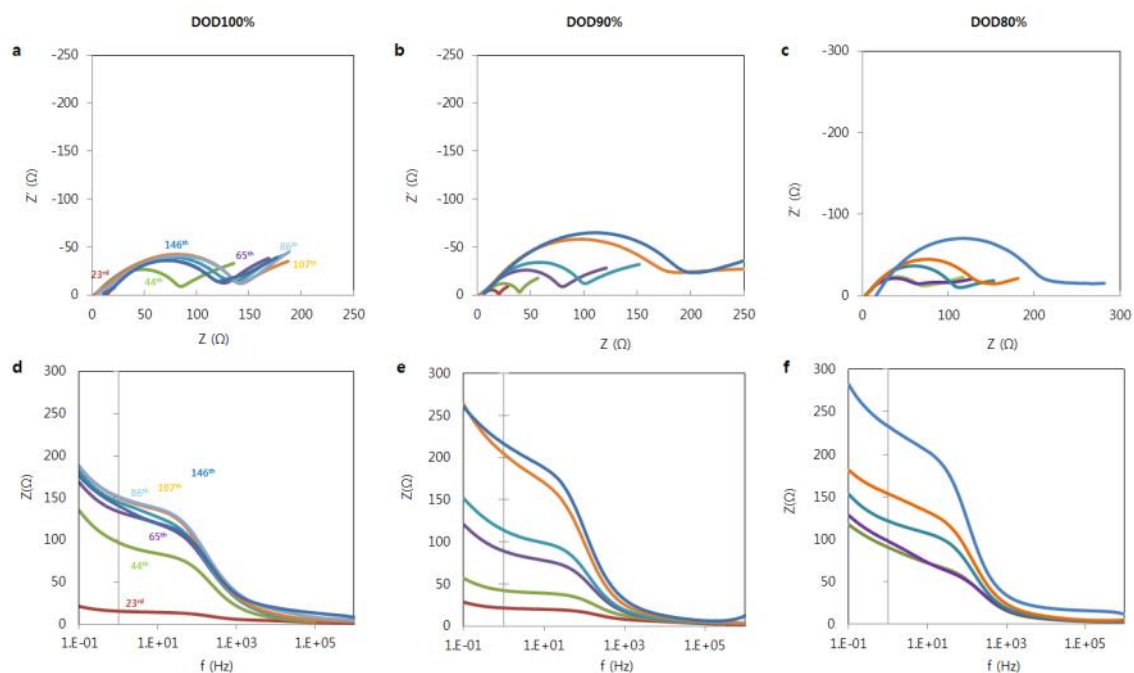 DOD100%
DOD90%
DOD80%
a
-250
-200
-150
-100
-50
0
Z' (Ω)
0 50 100 150 200 250
Z (Ω)
23rd
44th
146th
65th
86th
107th
b
-250
-200
-150
-100
-50
0
Z' (Ω)
0 50 100 150 200 250
Z (Ω)
c
-300
-200
-100
0
Z' (Ω)
0 100 200 300
Z (Ω)
d
300
250
200
150
100
50
0
Z(Ω)
1.E-01 1.E+01 1.E+03 1.E+05
f (Hz)
146th
107th
86th
65th
44th
23rd
e
300
250
200
150
100
50
0
Z(Ω)
1.E-01 1.E+01 1.E+03 1.E+05
f (Hz)
f
300
250
200
150
100
50
0
Z(Ω)
1.E-01 1.E+01 1.E+03 1.E+05
f (Hz)